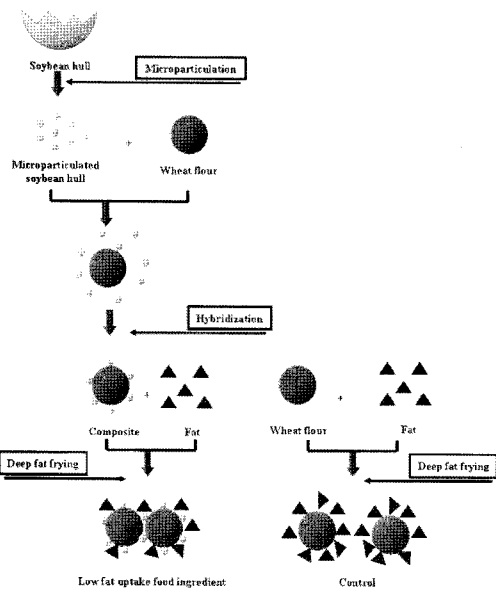 Soybean hull
Microparticulation
+
Microparticulated
soybean hull
Wheat flour
Hybridization
+
+
Composite
Fat
Wheat flour
Fat
Deep fat frying
Deep fat frying
Low fat uptake food ingredient
Control